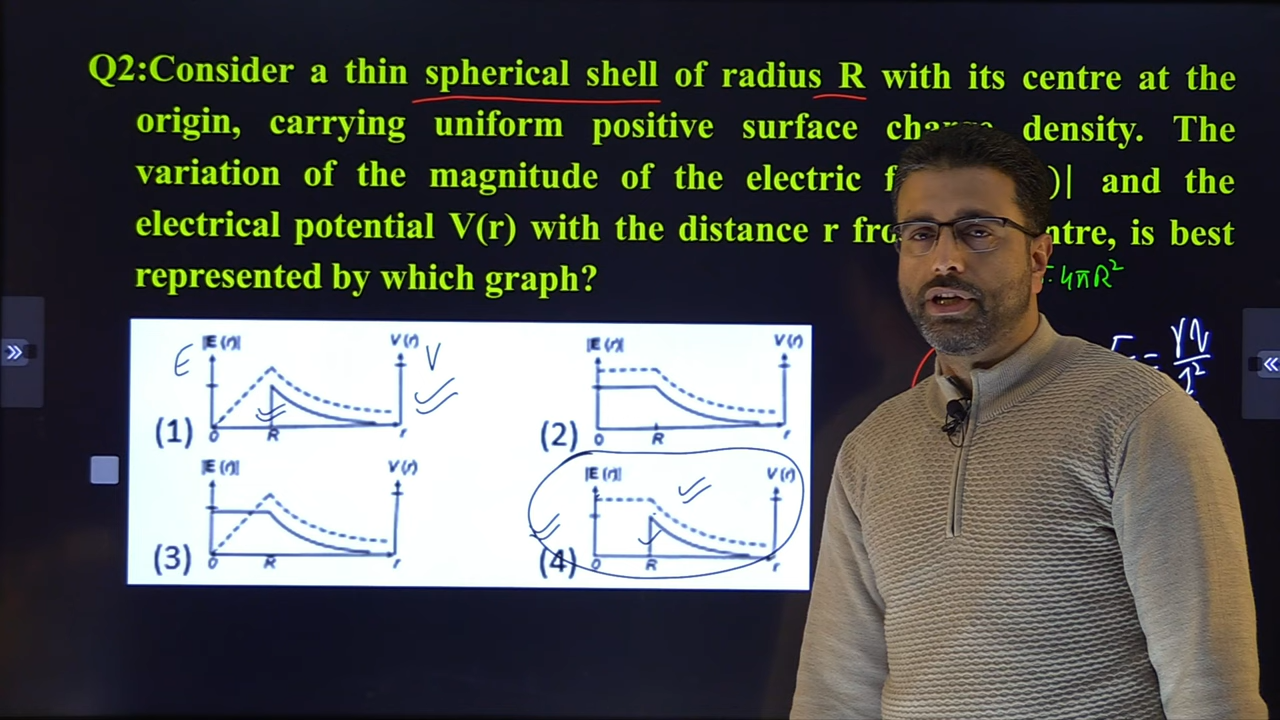 Q2:Consider a thin spherical shell of radius R with its centre at the
origin, carrying uniform positive surface charge density. The
variation of the magnitude of the electric )| and the
electrical potential V(r) with the distance r is best
represented by which graph?
4πR²
|E (r)| V (r) |E (r)| V (r)
E V
(1) 0 R r (2) 0 R r
|E (r)| V (r) |E (r)| V (r)
(3) 0 R r (4) 0 R r